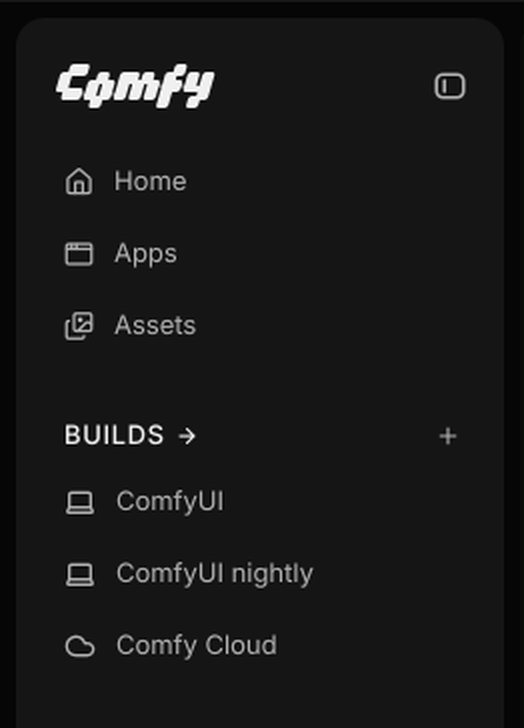 Comfy
Home
Apps
Assets
BUILDS →
ComfyUI
ComfyUI nightly
Comfy Cloud